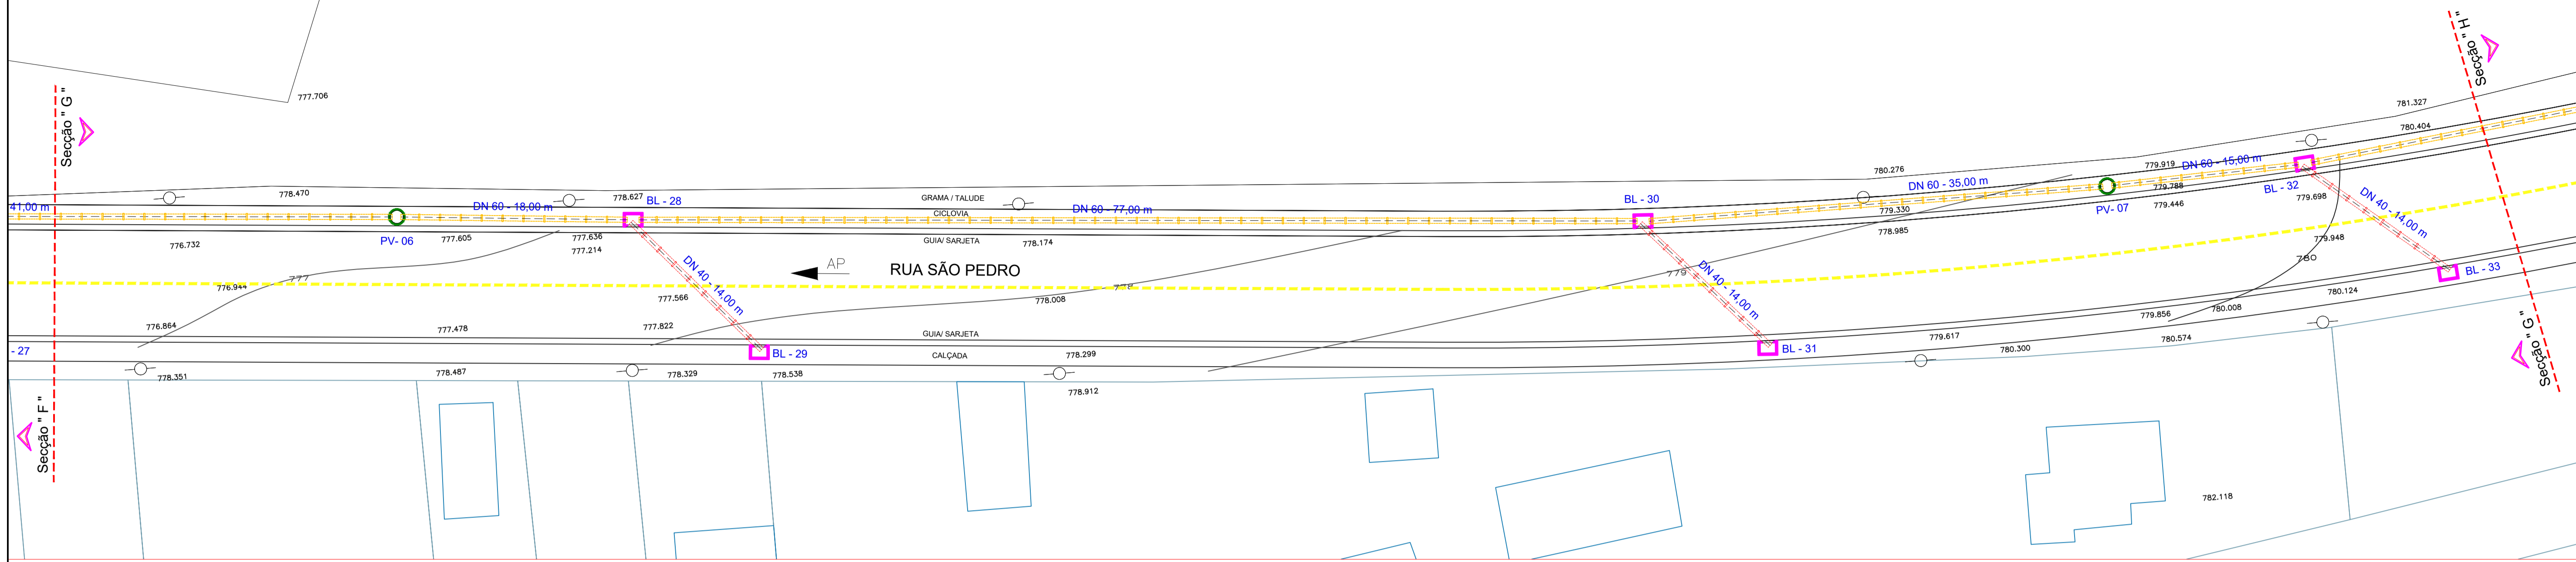 Secção " G "
Secção " H "
777.706
781.327
780.404
780.276
779.919
DN 60 - 15,00 m
778.470
778.627
BL - 28
GRAMA / TALUDE
BL - 30
DN 60 - 35,00 m
779.788
BL - 32
DN 40 - 14,00 m
41,00 m
DN 60 - 18,00 m
CICLOVIA
DN 60 - 77,00 m
779.330
PV- 07
779.446
779.698
PV- 06
776.732
777.605
777.636
777.214
GUIA/ SARJETA
778.174
778.985
779.948
777
776.944
DN 40 - 14,00 m
AP
RUA SÃO PEDRO
779
DN 40 - 14,00 m
780
BL - 33
777.566
778.008
780.124
776.864
777.478
777.822
GUIA/ SARJETA
779.617
779.856
780.008
Secção " G "
- 27
BL - 29
CALÇADA
778.299
BL - 31
780.300
780.574
778.351
778.487
778.329
778.538
778.912
Secção " F "
782.118